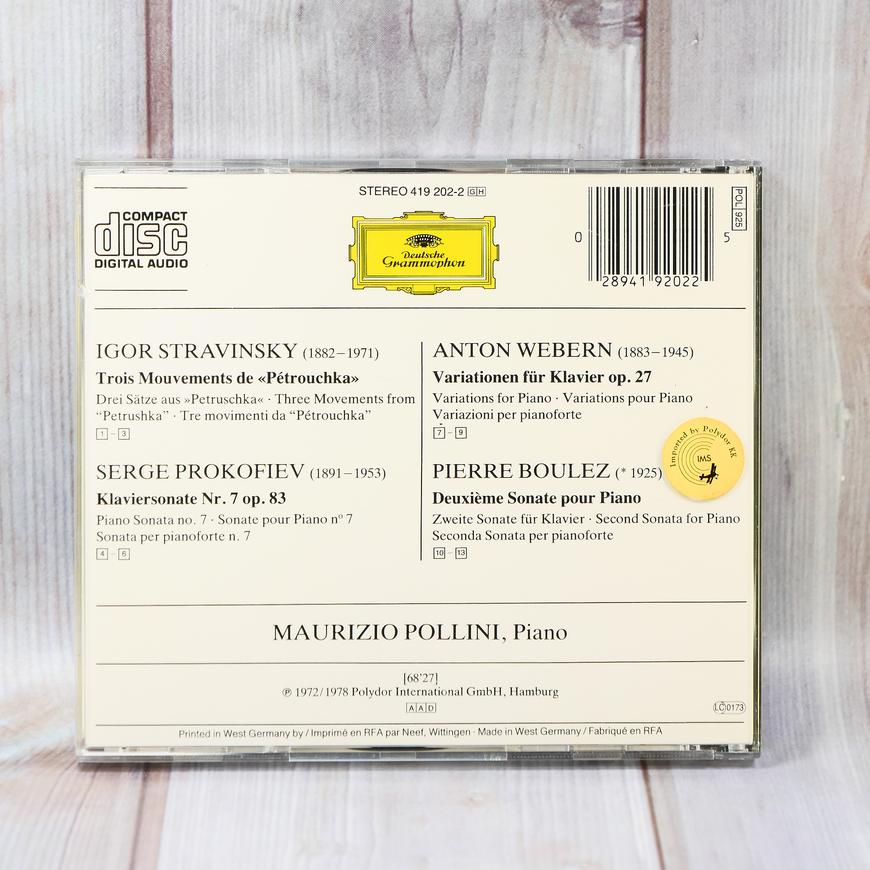 STEREO 419 202-2 GH
COMPACT
disc
DIGITAL AUDIO
Deutsche
Grammophon
0 28941 92022 5
POL 925
IGOR STRAVINSKY (1882–1971)
Trois Mouvements de «Pétrouchka»
Drei Sätze aus »Petruschka« · Three Movements from
“Petrushka” · Tre movimenti da “Pétrouchka”
1 – 3
SERGE PROKOFIEV (1891–1953)
Klaviersonate Nr. 7 op. 83
Piano Sonata no. 7 · Sonate pour Piano nº 7
Sonata per pianoforte n. 7
4 – 6
ANTON WEBERN (1883–1945)
Variationen für Klavier op. 27
Variations for Piano · Variations pour Piano
Variazioni per pianoforte
7 – 9
PIERRE BOULEZ (* 1925)
Deuxième Sonate pour Piano
Zweite Sonate für Klavier · Second Sonata for Piano
Seconda Sonata per pianoforte
10 – 13
Imported by Polydor KK
IMS
MAURIZIO POLLINI, Piano
[68'27]
℗ 1972/1978 Polydor International GmbH, Hamburg
AAD
LC 0173
Printed in West Germany by / Imprimé en RFA par Neef, Wittingen · Made in West Germany / Fabriqué en RFA